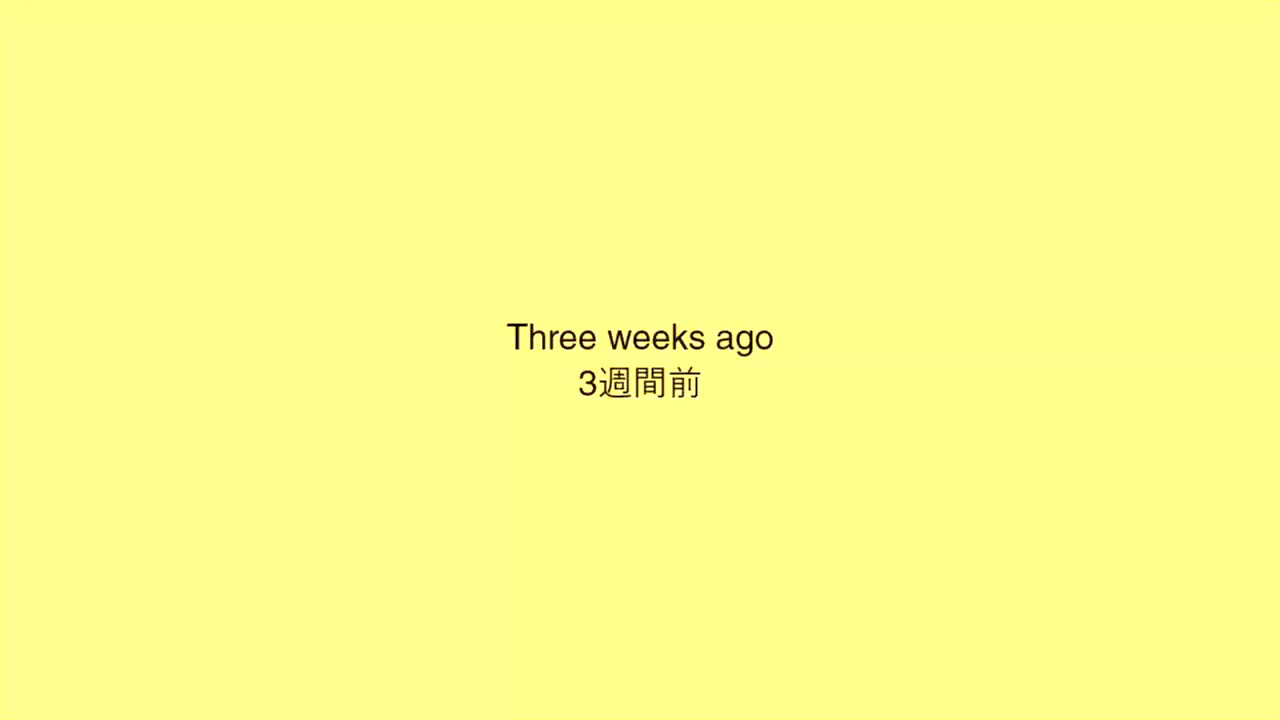 Three weeks ago
3週間前